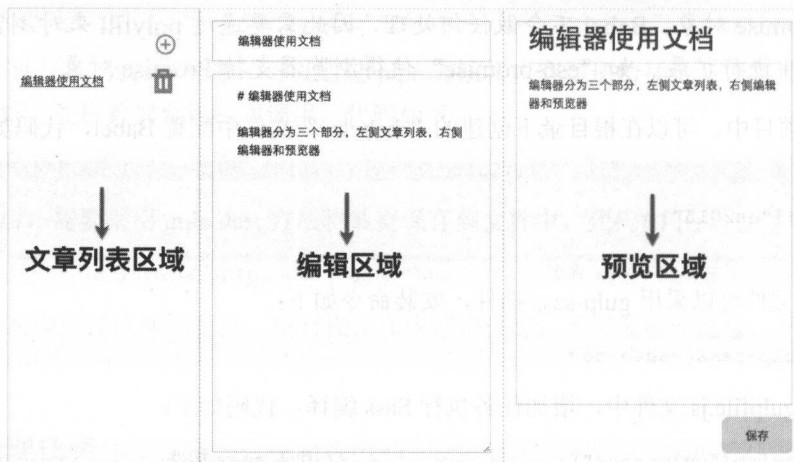 编辑器使用文档
编辑器使用文档
# 编辑器使用文档
编辑器分为三个部分，左侧文章列表，右侧
编辑器和预览器
编辑器使用文档
编辑器分为三个部分，左侧文章列表，右侧编辑
器和预览器
文章列表区域
编辑区域
预览区域
保存